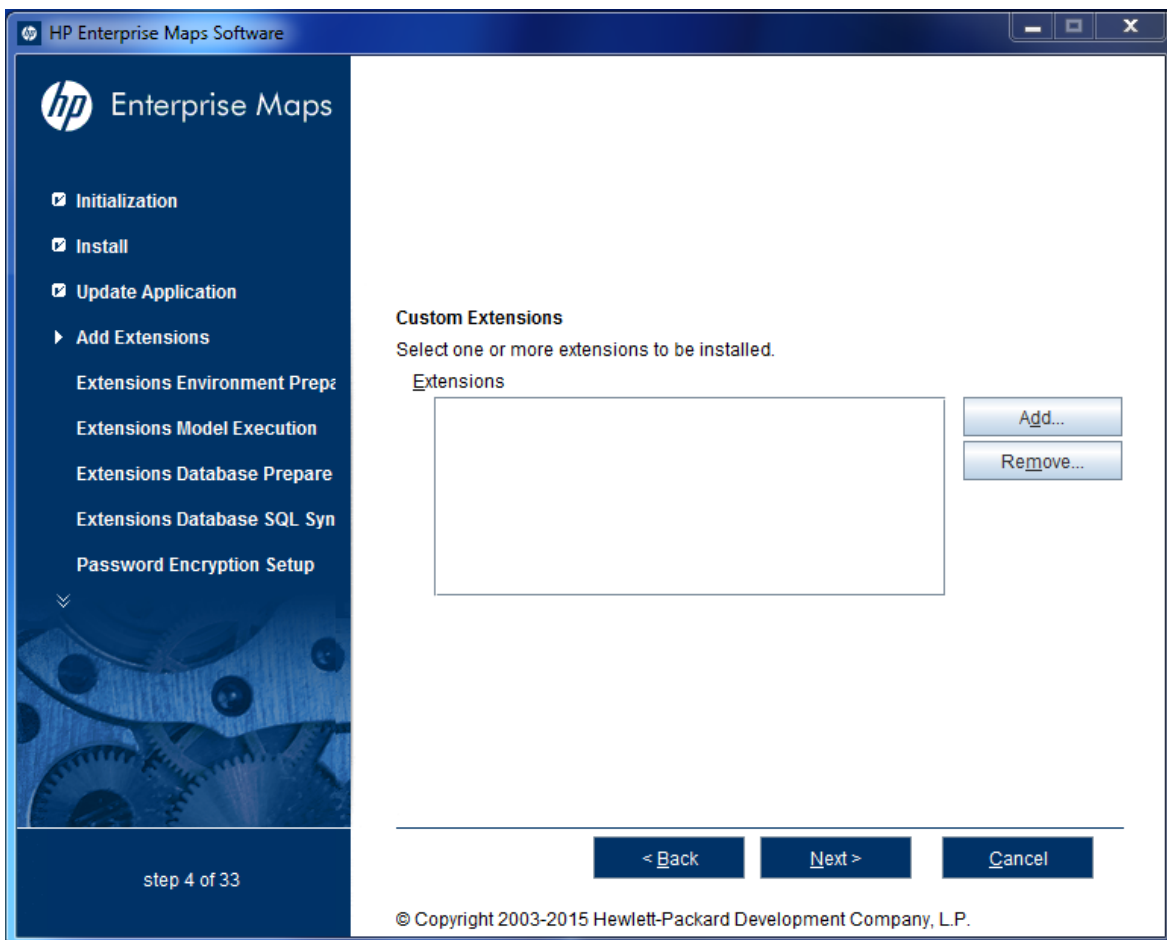 HP Enterprise Maps Software
hp Enterprise Maps
Initialization
Install
Update Application
Add Extensions
Extensions Environment Prepa
Extensions Model Execution
Extensions Database Prepare
Extensions Database SQL Syn
Password Encryption Setup
step 4 of 33
Custom Extensions
Select one or more extensions to be installed.
Extensions
Add...
Remove...
< Back
Next >
Cancel
© Copyright 2003-2015 Hewlett-Packard Development Company, L.P.